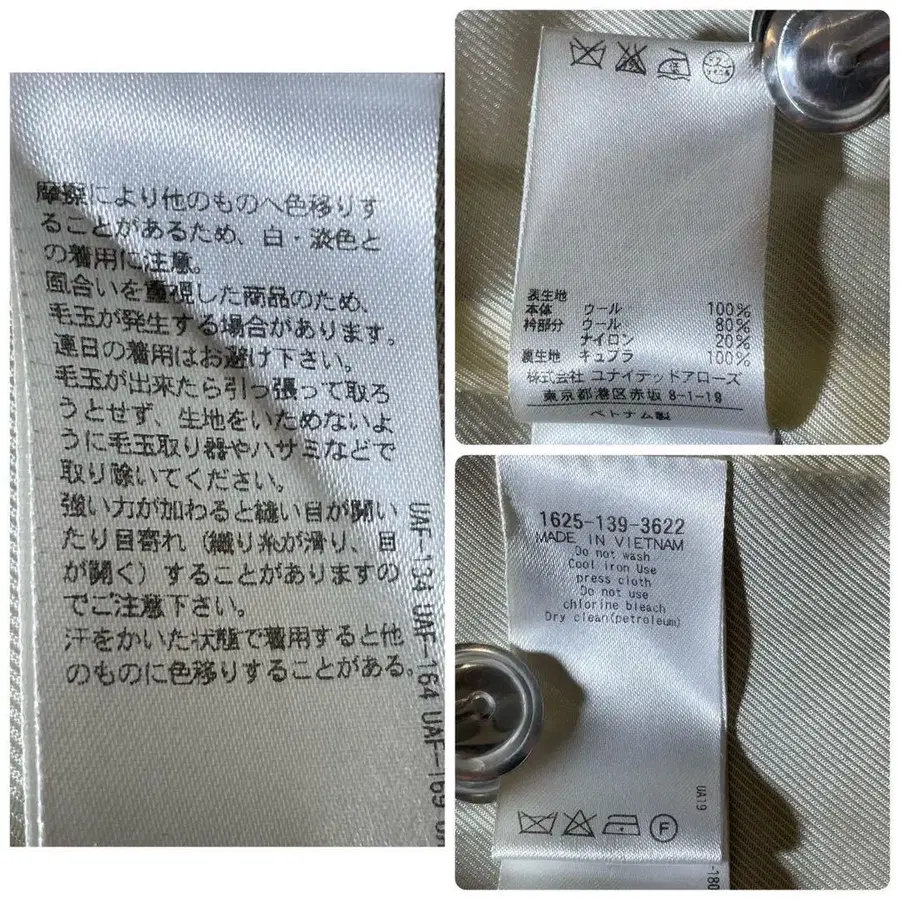 摩擦により他のものへ色移りす
ることがあるため、白・淡色と
の着用に注意。
風合いを重視した商品のため、
毛玉が発生する場合があります。
連日の着用はお避け下さい。
毛玉が出来たら引っ張って取ろ
うとせず、生地をいためないよ
うに毛玉取り器やハサミなどで
取り除いてください。
強い力が加わると縫い目が開い
たり目寄れ（織り糸が滑り、目
が開く）することがありますの
でご注意下さい。
汗をかいた状態で着用すると他
のものに色移りすることがある。
UAF-134 UAF-164 UAF-169
表生地
本体 ウール 100%
衿部分 ウール 80%
ナイロン 20%
裏生地 キュプラ 100%
株式会社 ユナイテッドアローズ
東京都港区赤坂 8-1-19
ベトナム製
1625-139-3622
MADE IN VIETNAM
Do not wash
Cool iron Use
press cloth
Do not use
chlorine bleach
Dry clean(petroleum)
UA19
F
-180